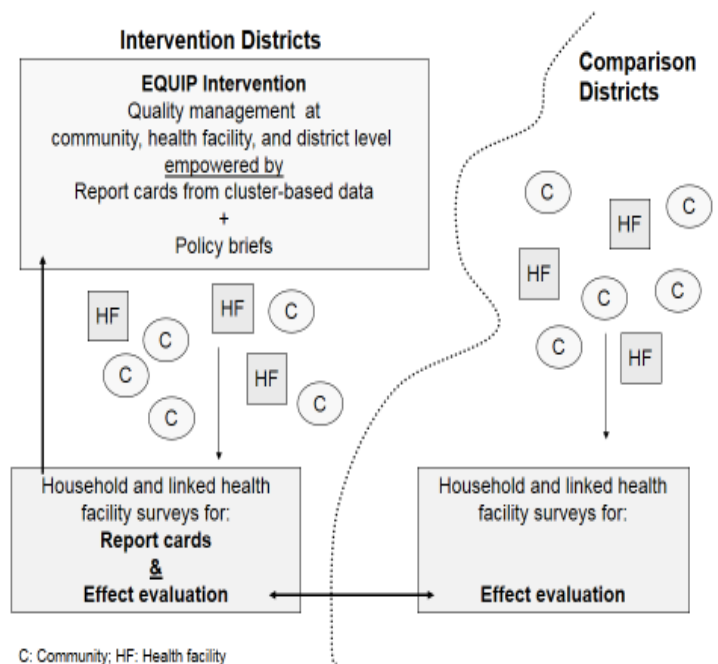 Intervention Districts
EQUIP Intervention
Quality management at
community, health facility, and district level
empowered by
Report cards from cluster-based data
+
Policy briefs
Comparison
Districts
C
HF
C
HF
C
C
C
HF
HF
HF
C
C
C
HF
C
C
Household and linked health
facility surveys for:
Report cards
&
Effect evaluation
Household and linked health
facility surveys for:
Effect evaluation
C: Community; HF: Health facility